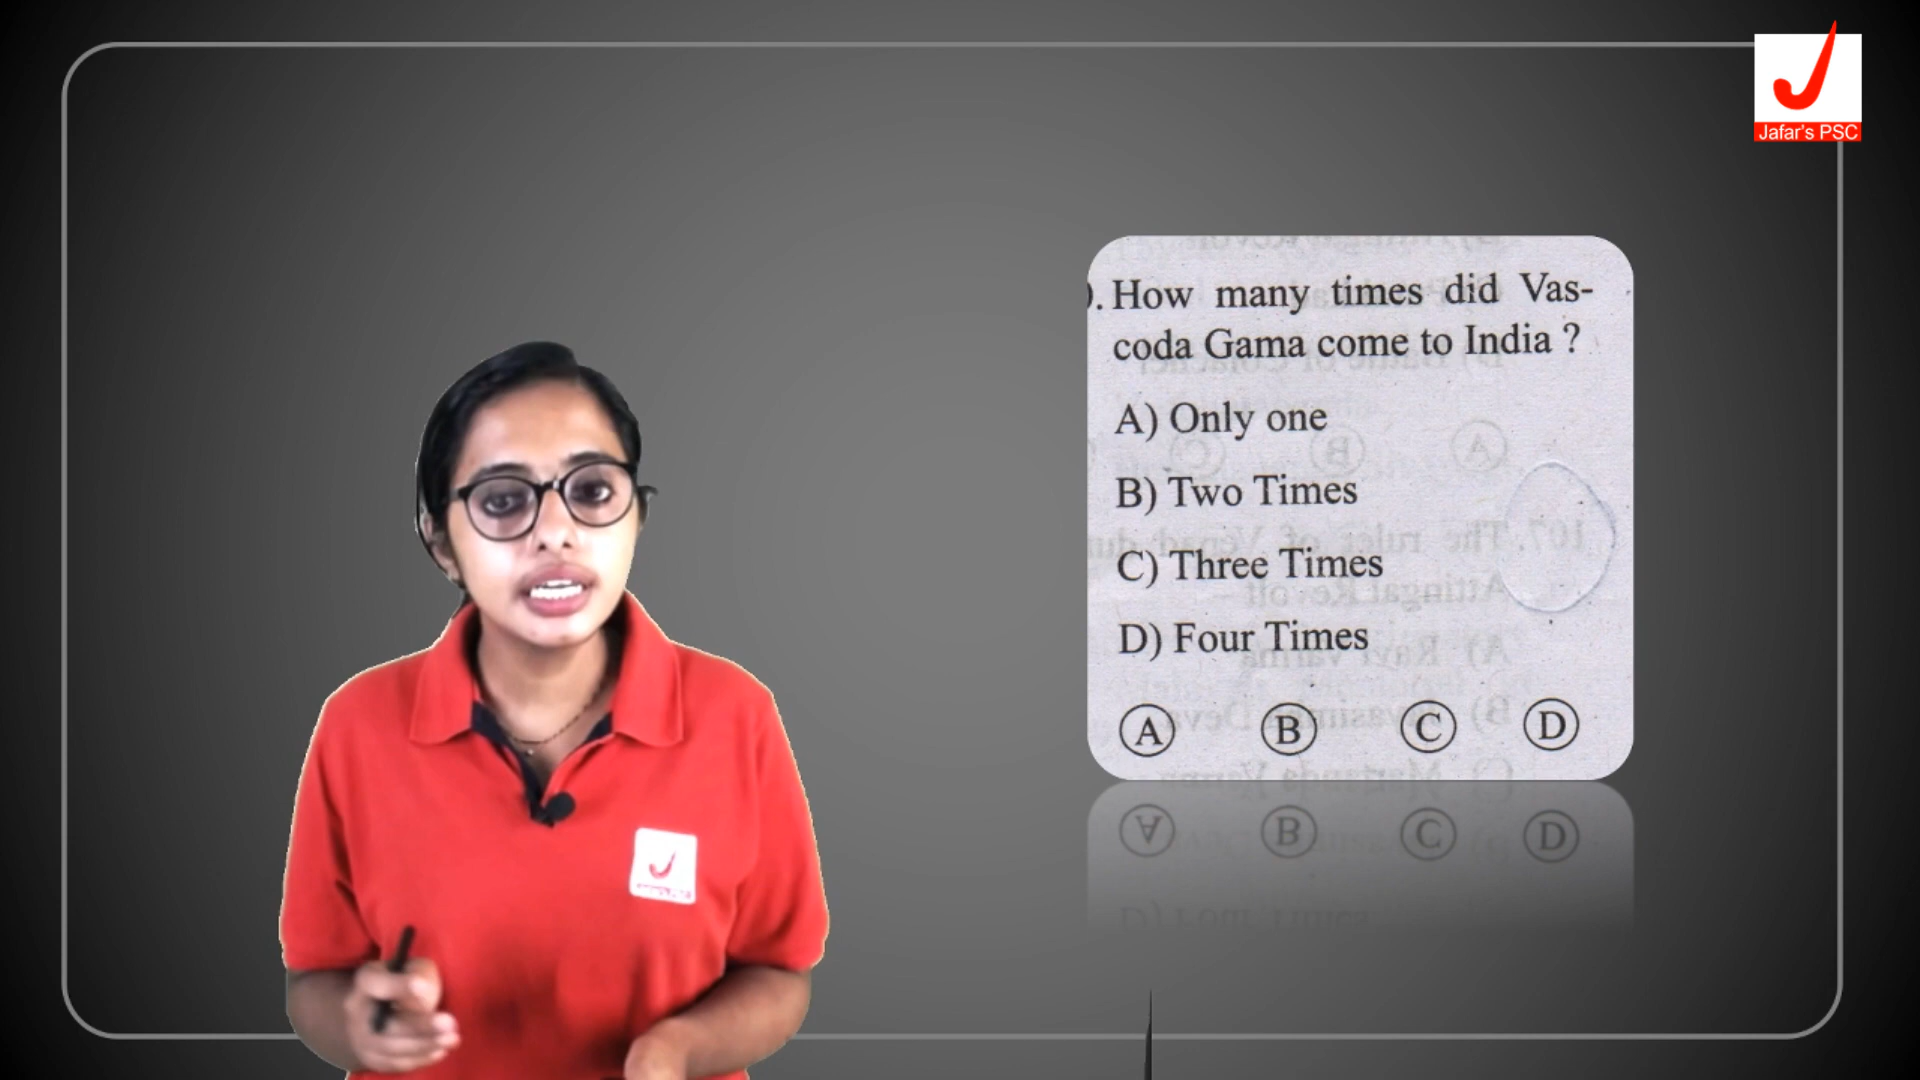 Jafar's PSC
). How many times did Vas-
coda Gama come to India ?
A) Only one
B) Two Times
C) Three Times
D) Four Times
A B C D